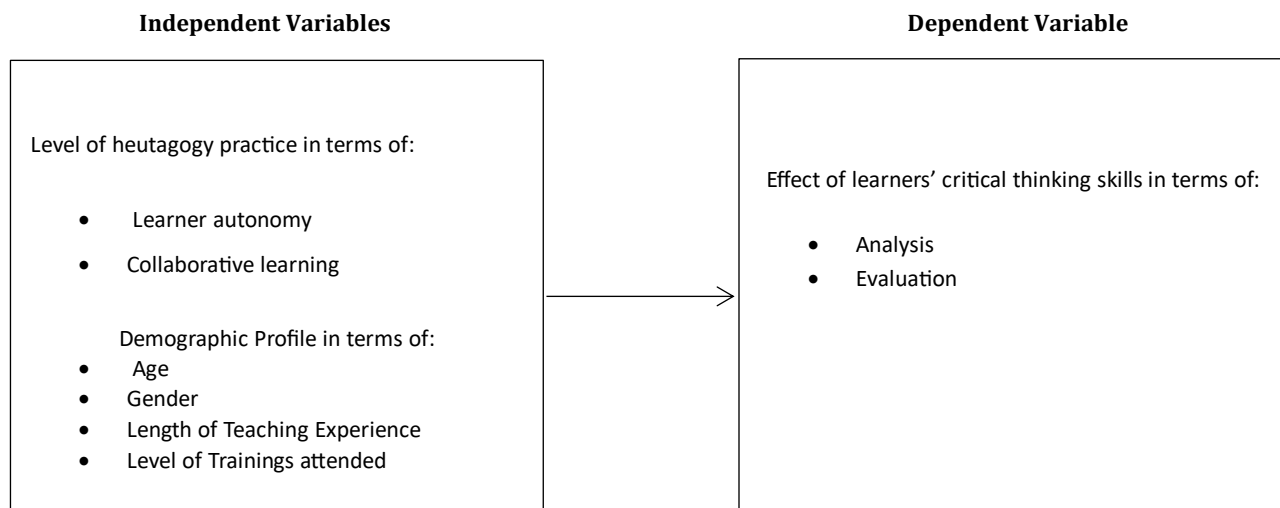 Independent Variables
Level of heutagogy practice in terms of:
• Learner autonomy
• Collaborative learning
Demographic Profile in terms of:
• Age
• Gender
• Length of Teaching Experience
• Level of Trainings attended
Dependent Variable
Effect of learners’ critical thinking skills in terms of:
• Analysis
• Evaluation